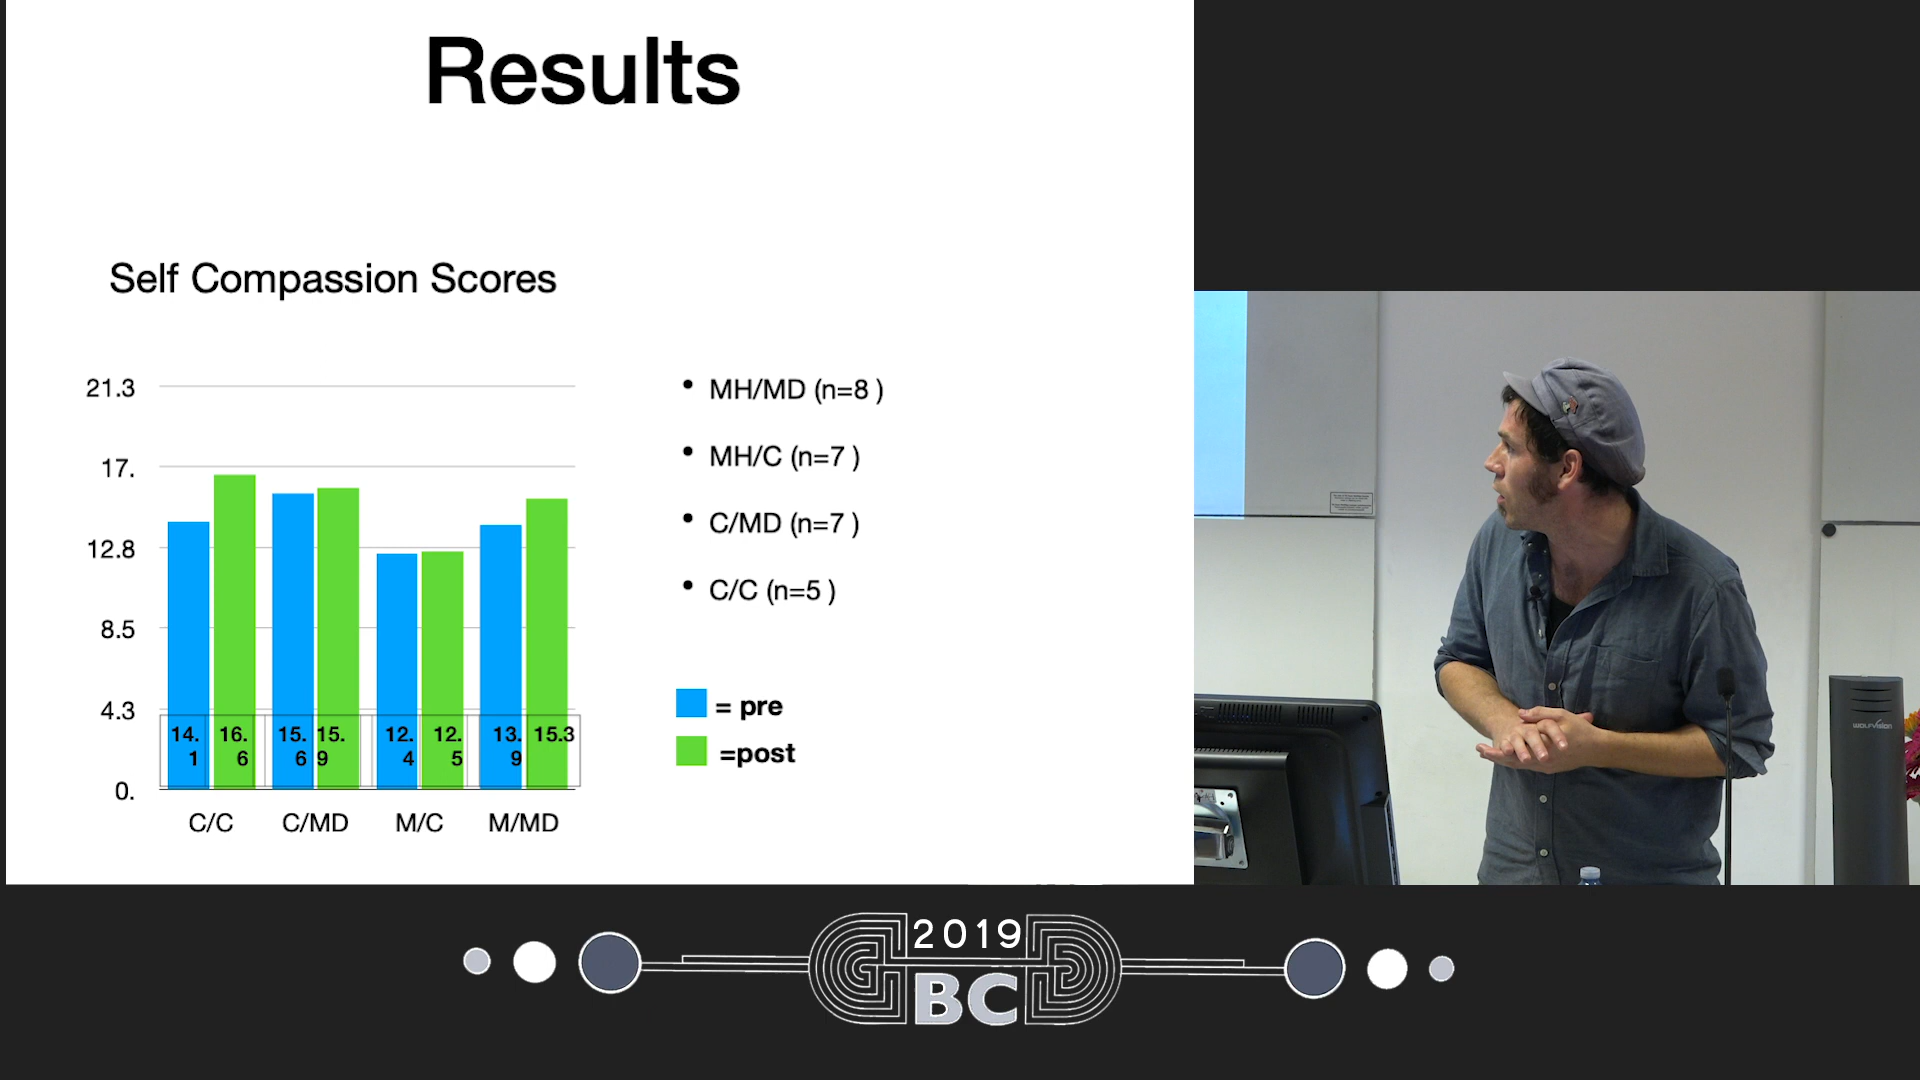 Results
Self Compassion Scores
21.3
17.
12.8
8.5
4.3
0.
14.
1
16.
6
15.
6
15.
9
12.
4
12.
5
13.
9
15.3
C/C
C/MD
M/C
M/MD
• MH/MD (n=8 )
• MH/C (n=7 )
• C/MD (n=7 )
• C/C (n=5 )
= pre
=post
WOLFVISION
2019
BC